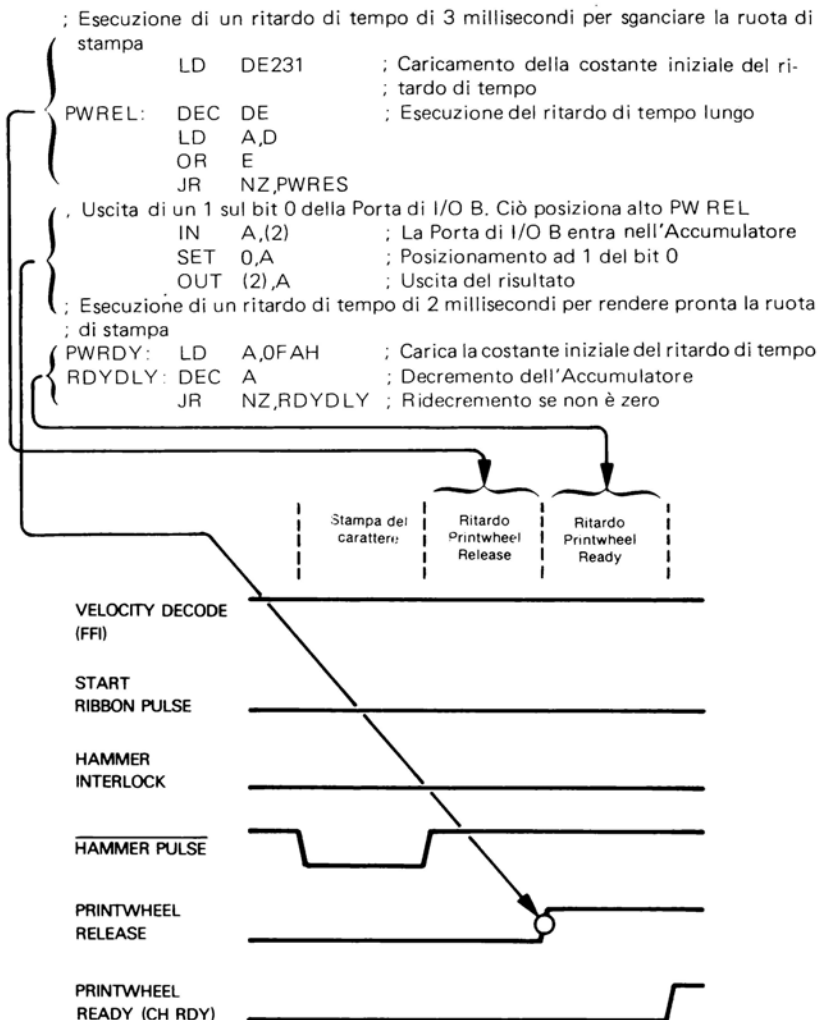 ; Esecuzione di un ritardo di tempo di 3 millisecondi per sganciare la ruota di
stampa
LD DE231 ; Caricamento della costante iniziale del ri-
; tardo di tempo
PWREL: DEC DE ; Esecuzione del ritardo di tempo lungo
LD A,D
OR E
JR NZ,PWRES
, Uscita di un 1 sul bit 0 della Porta di I/O B. Ciò posiziona alto PW REL
IN A,(2) ; La Porta di I/O B entra nell'Accumulatore
SET 0,A ; Posizionamento ad 1 del bit 0
OUT (2),A ; Uscita del risultato
; Esecuzione di un ritardo di tempo di 2 millisecondi per rendere pronta la ruota
; di stampa
PWRDY: LD A,0FAH ; Carica la costante iniziale del ritardo di tempo
RDYDLY: DEC A ; Decremento dell'Accumulatore
JR NZ,RDYDLY ; Ridecremento se non è zero
Stampa del
carattere
Ritardo
Printwheel
Release
Ritardo
Printwheel
Ready
VELOCITY DECODE
(FFI)
START
RIBBON PULSE
HAMMER
INTERLOCK
HAMMER PULSE
PRINTWHEEL
RELEASE
PRINTWHEEL
READY (CH RDY)